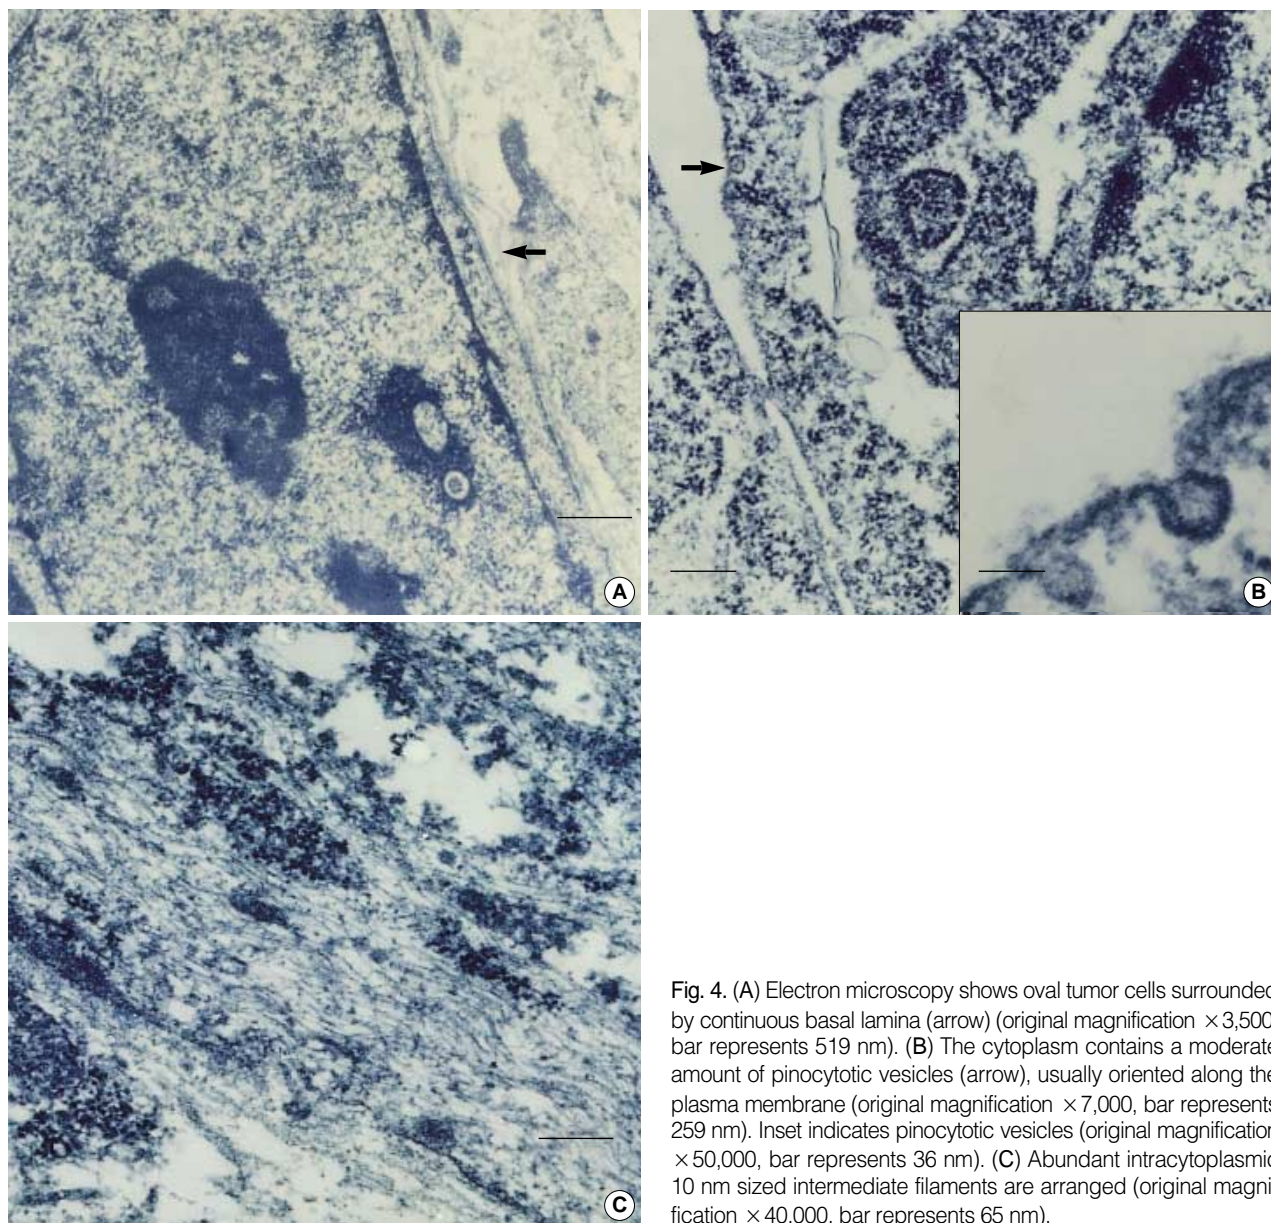 A
B
C
Fig. 4. (A) Electron microscopy shows oval tumor cells surrounded
by continuous basal lamina (arrow) (original magnification ×3,500,
bar represents 519 nm). (B) The cytoplasm contains a moderate
amount of pinocytotic vesicles (arrow), usually oriented along the
plasma membrane (original magnification ×7,000, bar represents
259 nm). Inset indicates pinocytotic vesicles (original magnification
×50,000, bar represents 36 nm). (C) Abundant intracytoplasmic
10 nm sized intermediate filaments are arranged (original magni-
fication ×40,000, bar represents 65 nm).